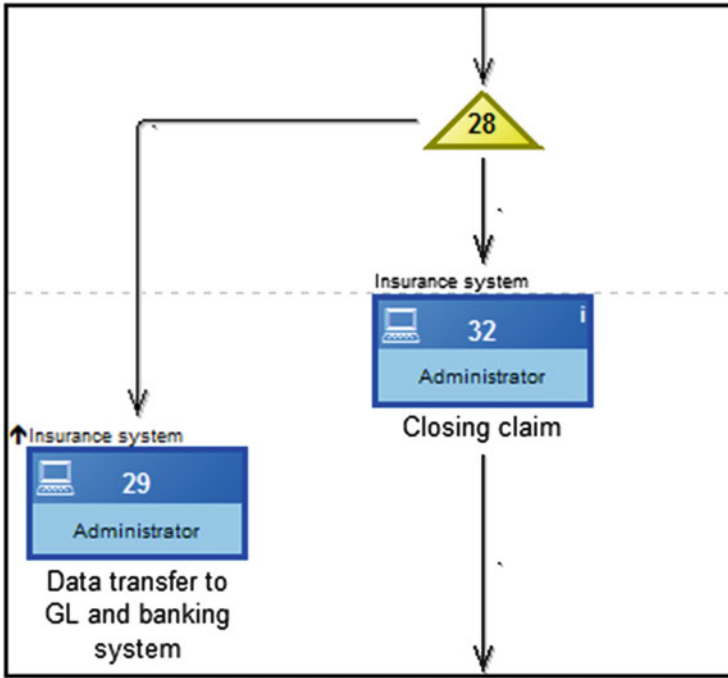 28
Insurance system
32
i
Administrator
Closing claim
Insurance system
29
Administrator
Data transfer to
GL and banking
system